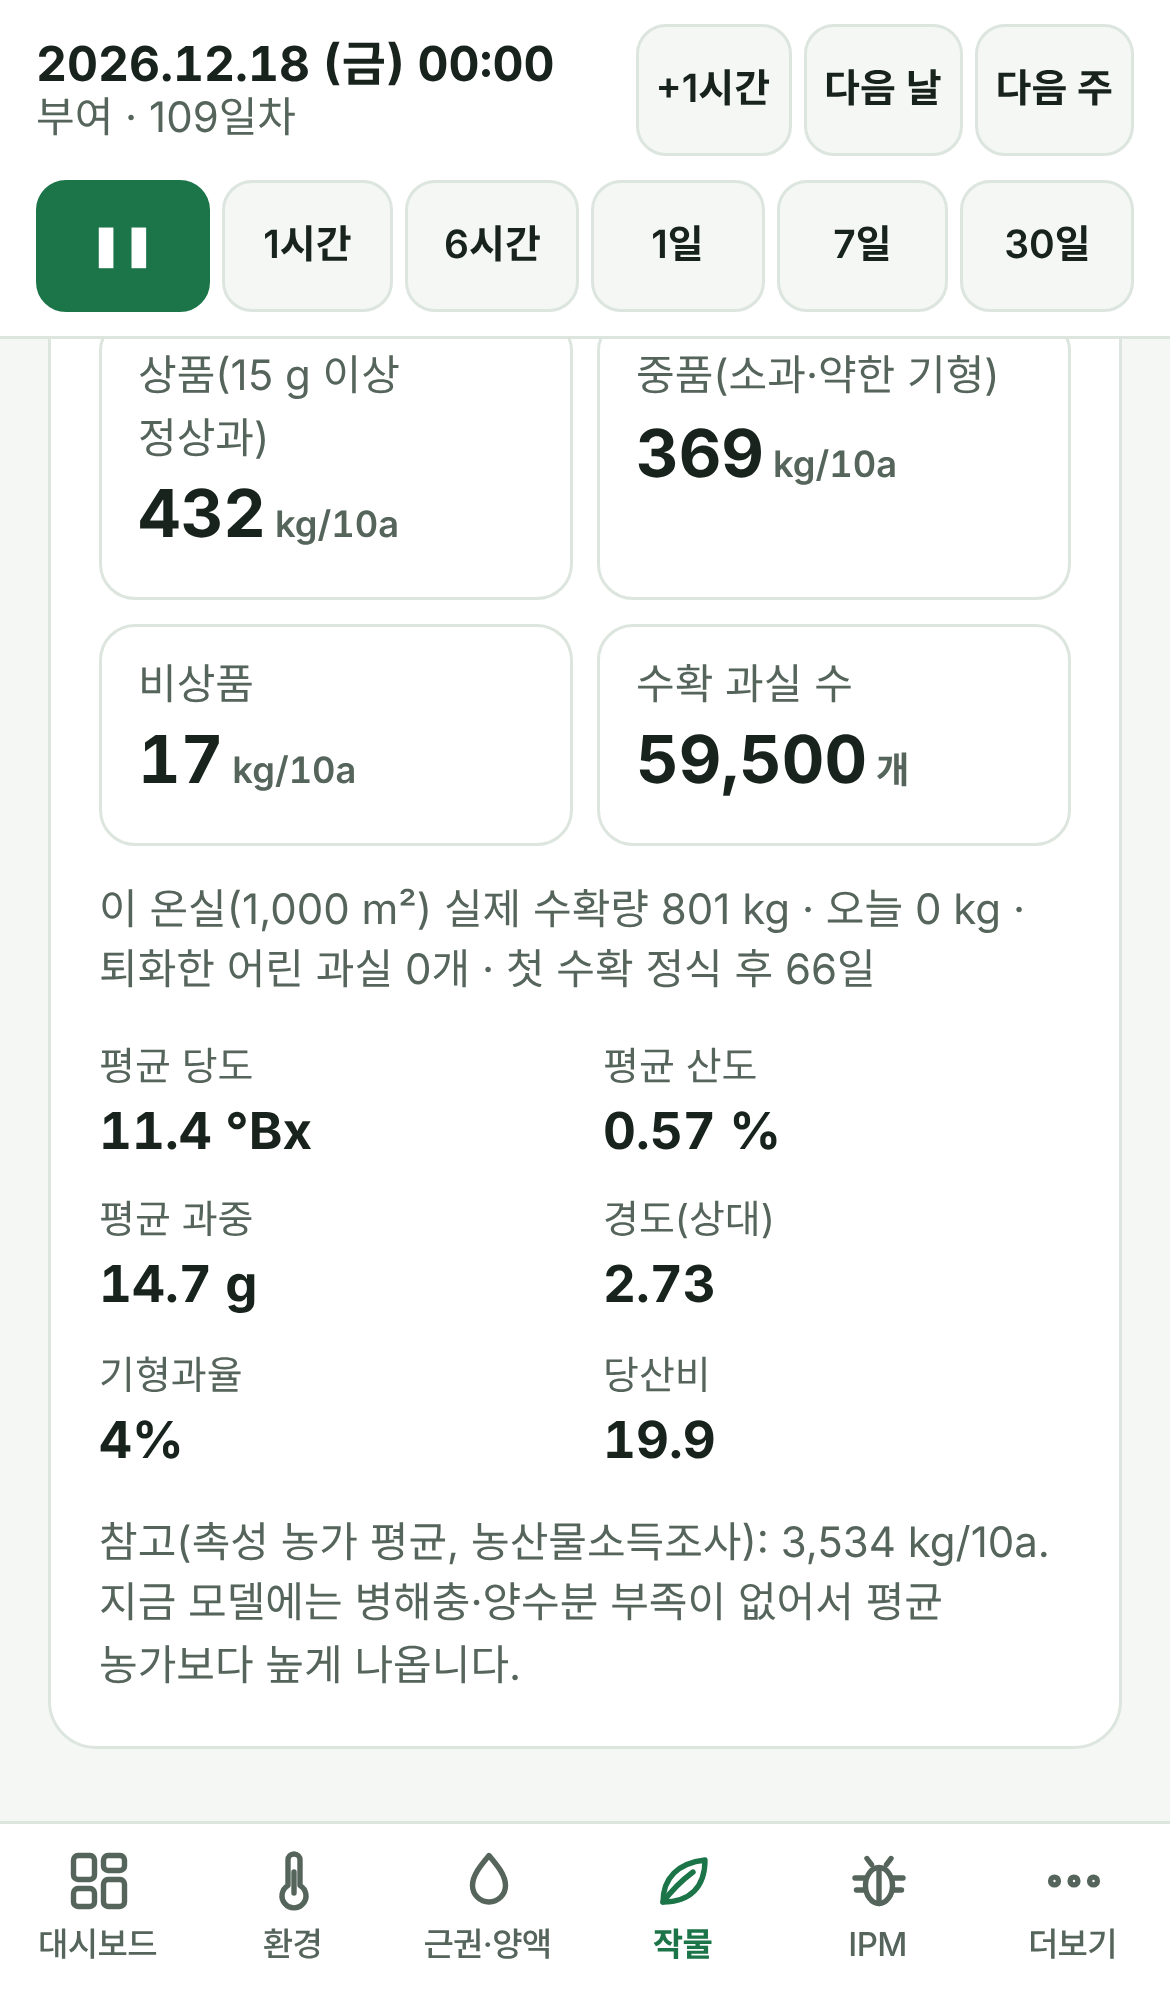 2026.12.18 (금) 00:00
부여 · 109일차
+1시간
다음 날
다음 주
1시간
6시간
1일
7일
30일
상품(15 g 이상
정상과)
432 kg/10a
중품(소과·약한 기형)
369 kg/10a
비상품
17 kg/10a
수확 과실 수
59,500 개
이 온실(1,000 m²) 실제 수확량 801 kg · 오늘 0 kg ·
퇴화한 어린 과실 0개 · 첫 수확 정식 후 66일
평균 당도
11.4 °Bx
평균 산도
0.57 %
평균 과중
14.7 g
경도(상대)
2.73
기형과율
4%
당산비
19.9
참고(촉성 농가 평균, 농산물소득조사): 3,534 kg/10a.
지금 모델에는 병해충·양수분 부족이 없어서 평균
농가보다 높게 나옵니다.
대시보드
환경
근권·양액
작물
IPM
더보기